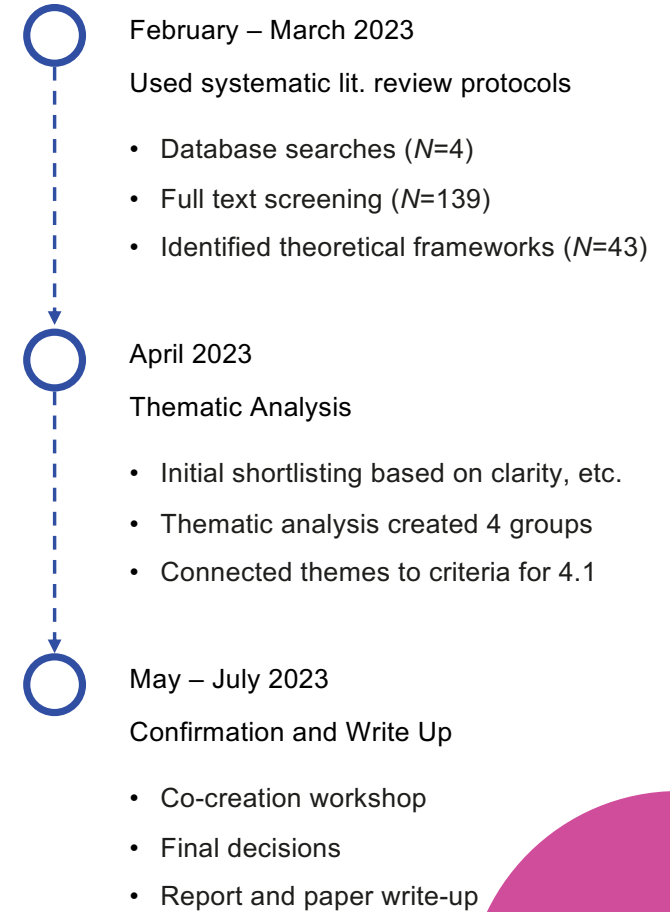 February – March 2023
Used systematic lit. review protocols
• Database searches (N=4)
• Full text screening (N=139)
• Identified theoretical frameworks (N=43)
April 2023
Thematic Analysis
• Initial shortlisting based on clarity, etc.
• Thematic analysis created 4 groups
• Connected themes to criteria for 4.1
May – July 2023
Confirmation and Write Up
• Co-creation workshop
• Final decisions
• Report and paper write-up